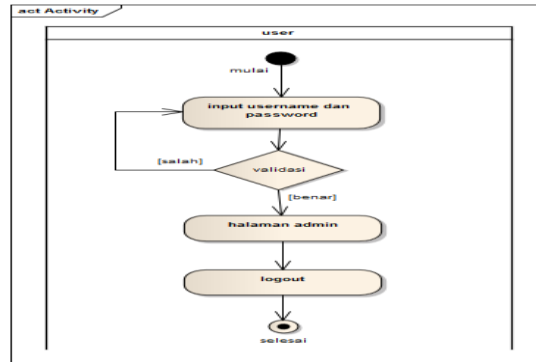 act Activity
user
mulai
input username dan
password
[salah]
validasi
[benar]
halaman admin
logout
selesai